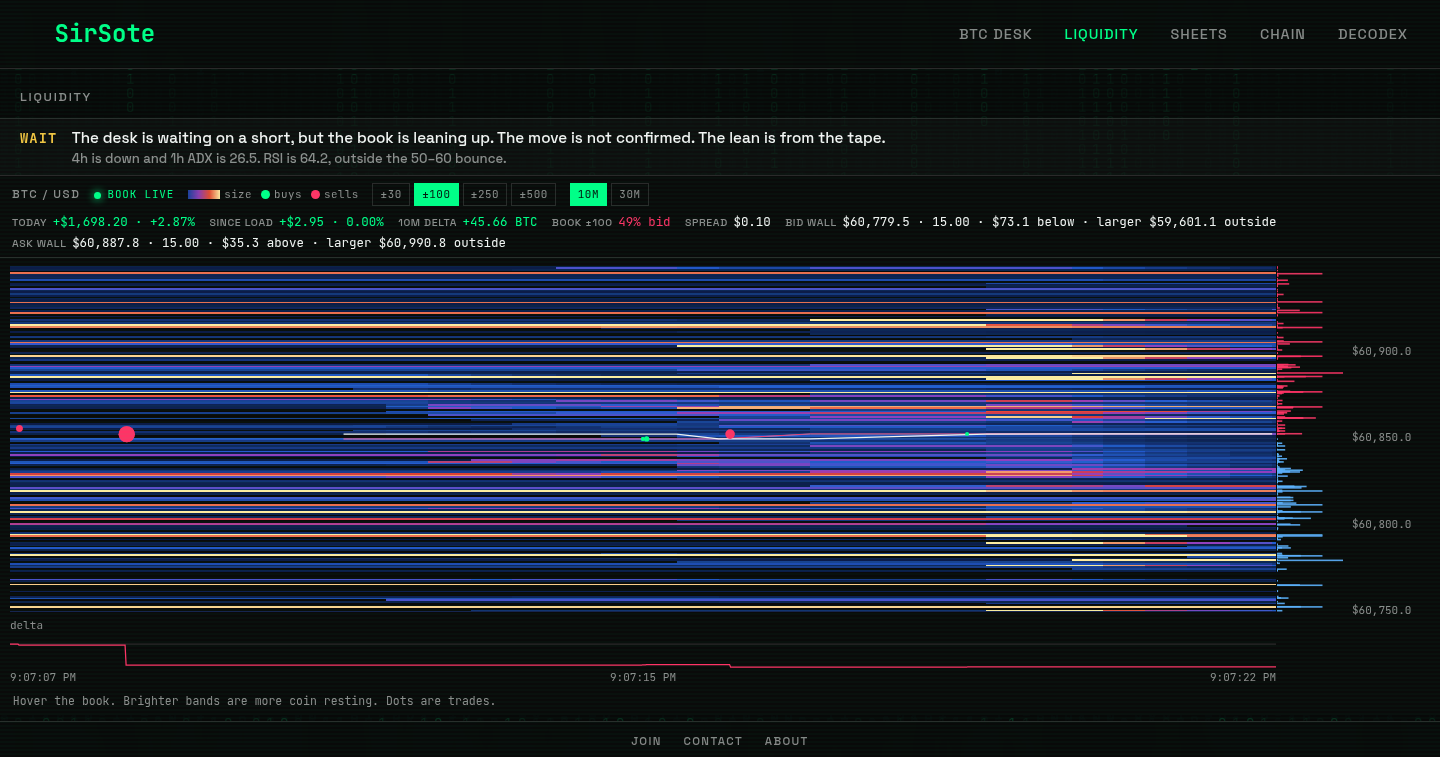 SirSote
BTC DESK LIQUIDITY SHEETS CHAIN DECODEX
LIQUIDITY
WAIT The desk is waiting on a short, but the book is leaning up. The move is not confirmed. The lean is from the tape.
4h is down and 1h ADX is 26.5. RSI is 64.2, outside the 50–60 bounce.
BTC / USD BOOK LIVE size buys sells ±30 ±100 ±250 ±500 10M 30M
TODAY +$1,698.20 · +2.87% SINCE LOAD +$2.95 · 0.00% 10M DELTA +45.66 BTC BOOK ±100 49% bid SPREAD $0.10 BID WALL $60,779.5 · 15.00 · $73.1 below · larger $59,601.1 outside
ASK WALL $60,887.8 · 15.00 · $35.3 above · larger $60,990.8 outside
$60,900.0
$60,850.0
$60,800.0
$60,750.0
delta
9:07:07 PM 9:07:15 PM 9:07:22 PM
Hover the book. Brighter bands are more coin resting. Dots are trades.
JOIN CONTACT ABOUT